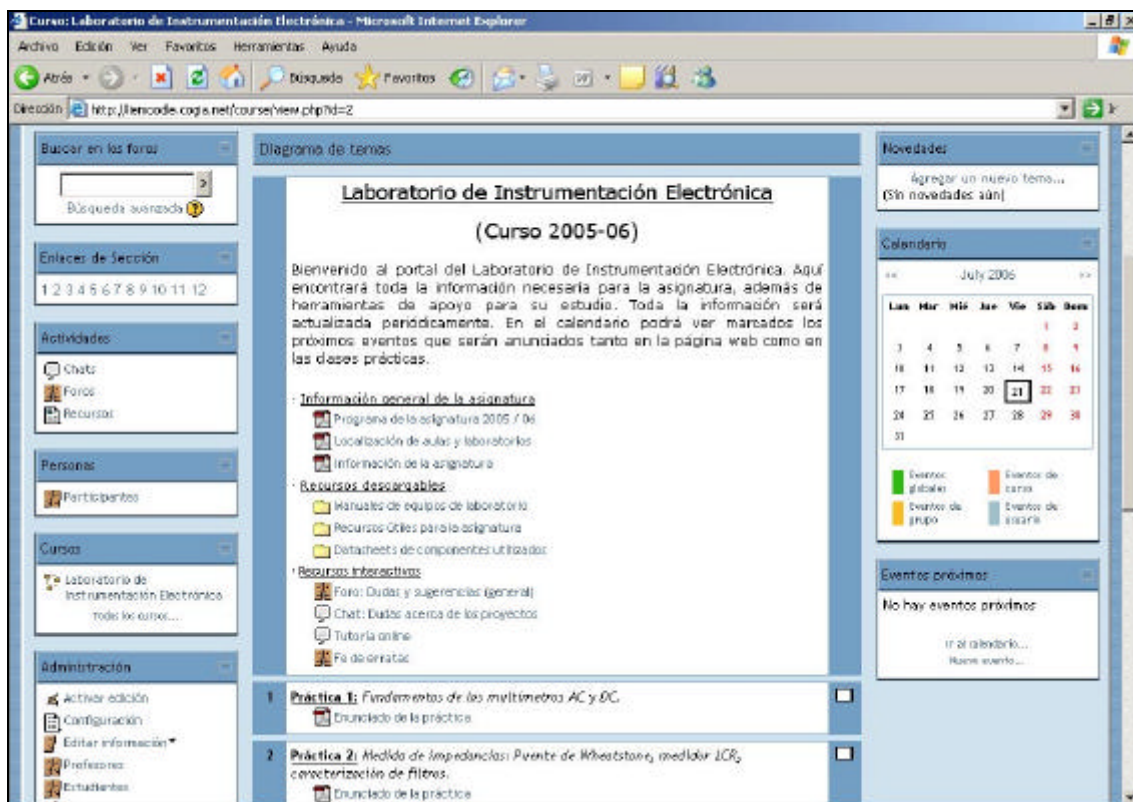 Curso: Laboratorio de Instrumentación Electrónica - Microsoft Internet Explorer
Archivo Edición Ver Favoritos Herramientas Ayuda
Atrás Búsqueda Favoritos
Dirección
Buscar en los foros
Búsqueda avanzada
Enlaces de Sección
1 2 3 4 5 6 7 8 9 10 11 12
Actividades
Chats
Foros
Recursos
Personas
Participantes
Cursos
Laboratorio de
Instrumentación Electrónica
Todos los cursos...
Administración
Activar edición
Configuración
Editar información
Profesores
Estudiantes
Diagrama de temas
Laboratorio de Instrumentación Electrónica
(Curso 2005-06)
Bienvenido al portal del Laboratorio de Instrumentación Electrónica. Aquí
encontrará toda la información necesaria para la asignatura, además de
herramientas de apoyo para su estudio. Toda la información será
actualizada periódicamente. En el calendario podrá ver marcados los
próximos eventos que serán anunciados tanto en la página web como en
las clases prácticas.
· Información general de la asignatura
Programa de la asignatura 2005 / 06
Localización de aulas y laboratorios
Información de la asignatura
· Recursos descargables
Manuales de equipos de laboratorio
Recursos útiles para la asignatura
Datasheets de componentes utilizados
· Recursos interactivos
Foro: Dudas y sugerencias (general)
Chat: Dudas acerca de los proyectos
Tutoría online
Fe de erratas
1 Práctica 1: Fundamentos de los multímetros AC y DC.
Enunciado de la práctica
2 Práctica 2: Medida de impedancias: Puente de Wheatstone, medidor LCR,
caracterización de filtros.
Enunciado de la práctica
Novedades
Agregar un nuevo tema...
(Sin novedades aún)
Calendario
<< July 2006 >>
Lun Mar Mié Jue Vie Sáb Dom
1 2
3 4 5 6 7 8 9
10 11 12 13 14 15 16
17 18 19 20 21 22 23
24 25 26 27 28 29 30
31
Eventos globales
Eventos de curso
Eventos de grupo
Eventos de usuario
Eventos próximos
No hay eventos próximos
Ir al calendario...
Nuevo evento...